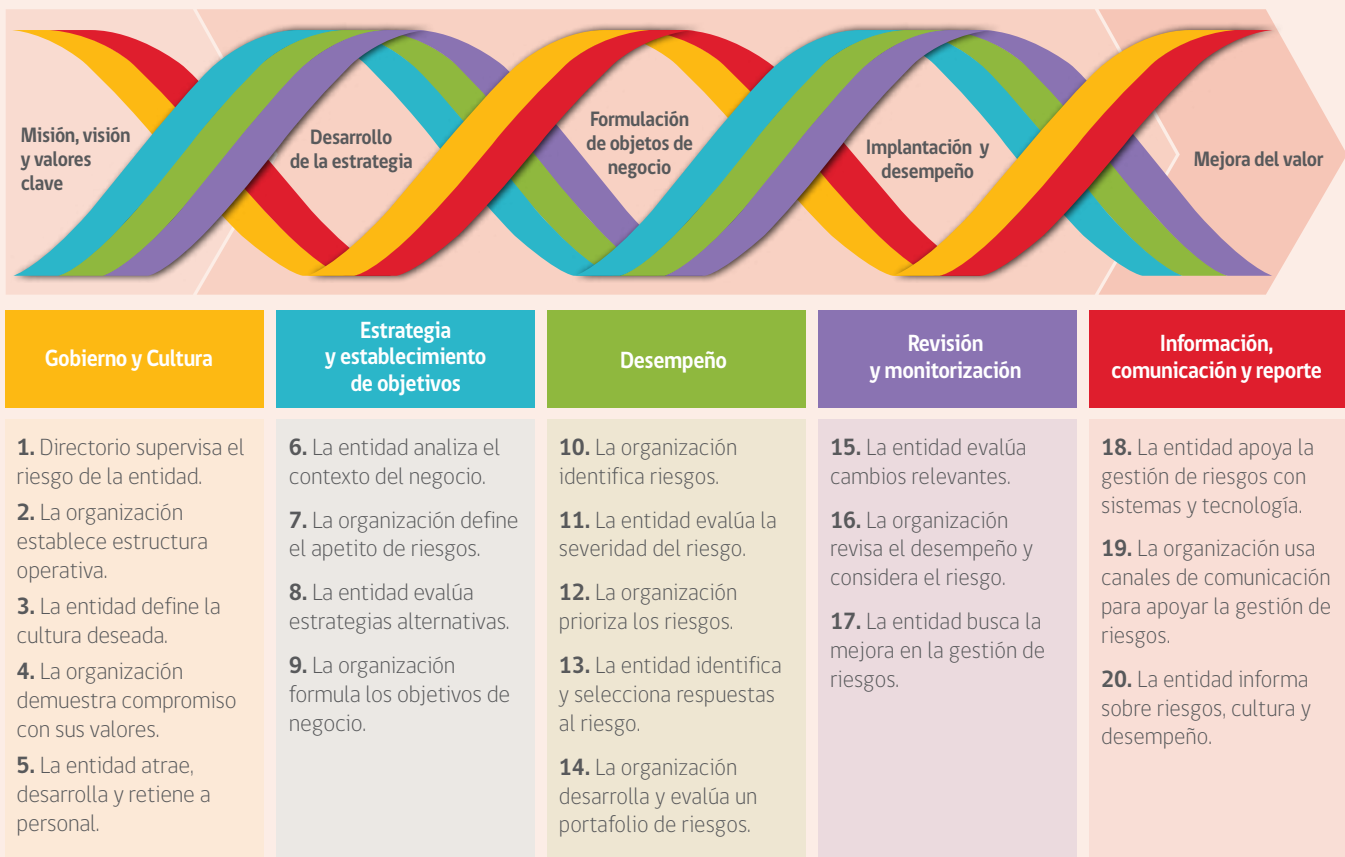 Misión, visión
y valores
clave
Desarrollo
de la estrategia
Formulación
de objetos de
negocio
Implantación y
desempeño
Mejora del valor
Gobierno y Cultura
Estrategia
y establecimiento
de objetivos
Desempeño
Revisión
y monitorización
Información,
comunicación y reporte
1. Directorio supervisa el
riesgo de la entidad.
2. La organización
establece estructura
operativa.
3. La entidad define la
cultura deseada.
4. La organización
demuestra compromiso
con sus valores.
5. La entidad atrae,
desarrolla y retiene a
personal.
6. La entidad analiza el
contexto del negocio.
7. La organización define
el apetito de riesgos.
8. La entidad evalúa
estrategias alternativas.
9. La organización
formula los objetivos de
negocio.
10. La organización
identifica riesgos.
11. La entidad evalúa la
severidad del riesgo.
12. La organización
prioriza los riesgos.
13. La entidad identifica
y selecciona respuestas
al riesgo.
14. La organización
desarrolla y evalúa un
portafolio de riesgos.
15. La entidad evalúa
cambios relevantes.
16. La organización
revisa el desempeño y
considera el riesgo.
17. La entidad busca la
mejora en la gestión de
riesgos.
18. La entidad apoya la
gestión de riesgos con
sistemas y tecnología.
19. La organización usa
canales de comunicación
para apoyar la gestión de
riesgos.
20. La entidad informa
sobre riesgos, cultura y
desempeño.